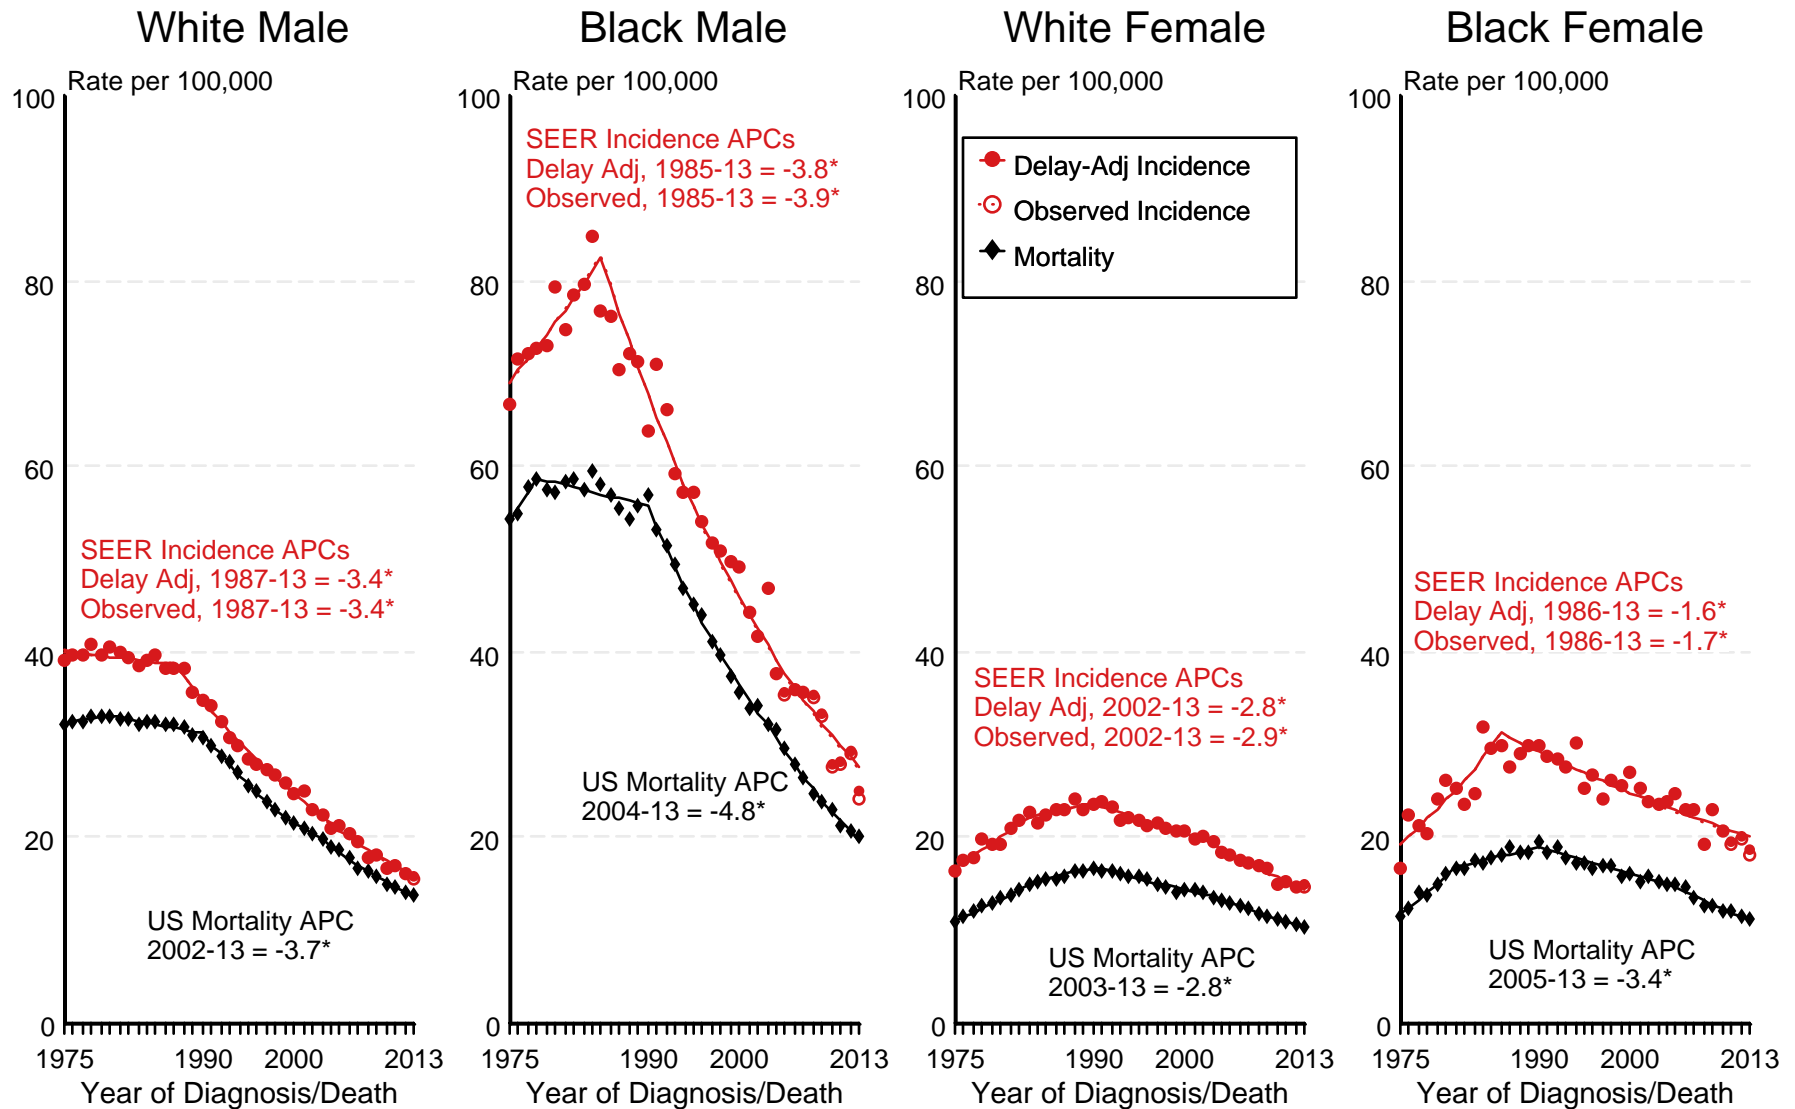 White Male
Rate per 100,000
100
80
60
40
20
0
SEER Incidence APCs
Delay Adj, 1987-13 = -3.4*
Observed, 1987-13 = -3.4*
US Mortality APC
2002-13 = -3.7*
1975 1990 2000 2013
Year of Diagnosis/Death
Black Male
Rate per 100,000
100
80
60
40
20
0
SEER Incidence APCs
Delay Adj, 1985-13 = -3.8*
Observed, 1985-13 = -3.9*
US Mortality APC
2004-13 = -4.8*
1975 1990 2000 2013
Year of Diagnosis/Death
White Female
Rate per 100,000
100
80
60
40
20
0
Delay-Adj Incidence
Observed Incidence
Mortality
SEER Incidence APCs
Delay Adj, 2002-13 = -2.8*
Observed, 2002-13 = -2.9*
US Mortality APC
2003-13 = -2.8*
1975 1990 2000 2013
Year of Diagnosis/Death
Black Female
Rate per 100,000
100
80
60
40
20
0
SEER Incidence APCs
Delay Adj, 1986-13 = -1.6*
Observed, 1986-13 = -1.7*
US Mortality APC
2005-13 = -3.4*
1975 1990 2000 2013
Year of Diagnosis/Death